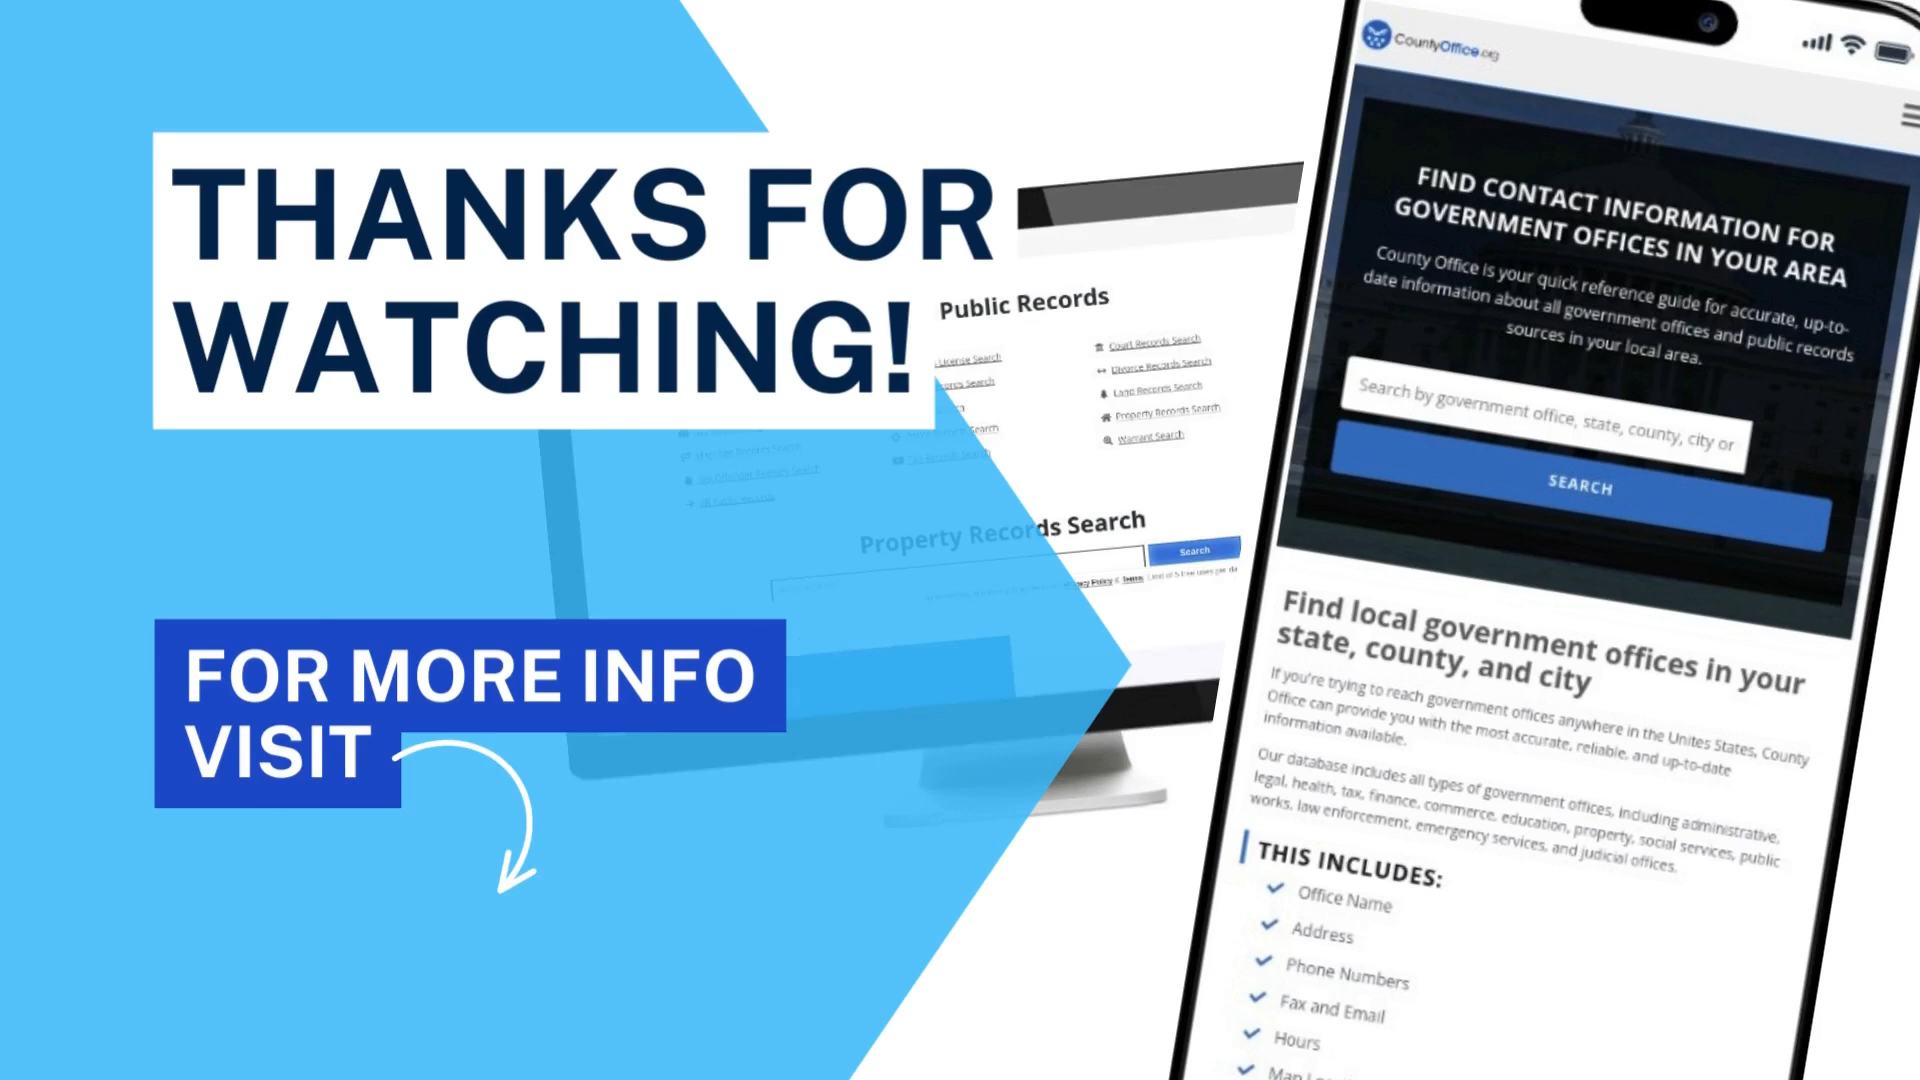 THANKS FOR
WATCHING!
FOR MORE INFO
VISIT
Public Records
License Search
Search
Search
Court Records Search
Divorce Records Search
Land Records Search
Property Records Search
Warrant Search
Property Records Search
Search
Policy & Terms
CountyOffice.org
FIND CONTACT INFORMATION FOR
GOVERNMENT OFFICES IN YOUR AREA
County Office is your quick reference guide for accurate, up-to-
date information about all government offices and public records
sources in your local area.
Search by government office, state, county, city or
SEARCH
Find local government offices in your
state, county, and city
If you're trying to reach government offices anywhere in the Unites States, County
Office can provide you with the most accurate, reliable, and up-to-date
information available.
Our database includes all types of government offices, including administrative,
legal, health, tax, finance, commerce, education, property, social services, public
works, law enforcement, emergency services, and judicial offices.
THIS INCLUDES:
Office Name
Address
Phone Numbers
Fax and Email
Hours